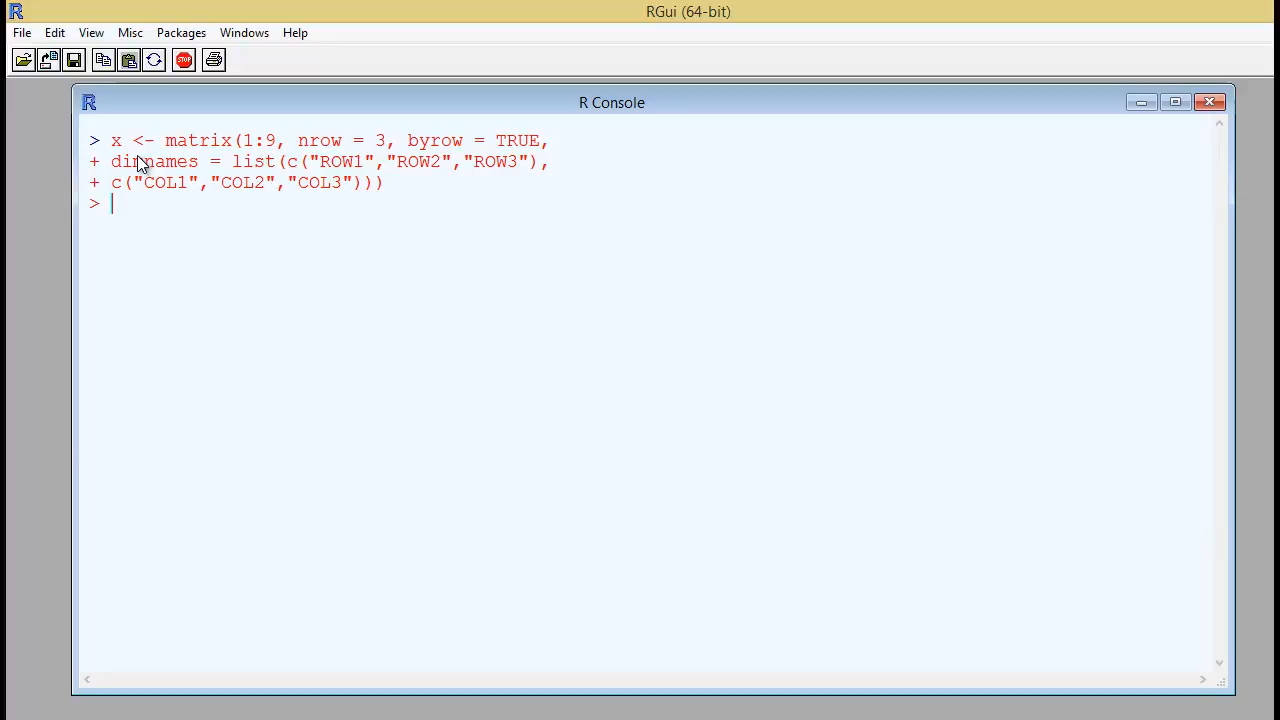 RGui (64-bit)
File Edit View Misc Packages Windows Help
STOP
R Console
> x <- matrix(1:9, nrow = 3, byrow = TRUE,
+ dimnames = list(c("ROW1","ROW2","ROW3"),
+ c("COL1","COL2","COL3")))
>